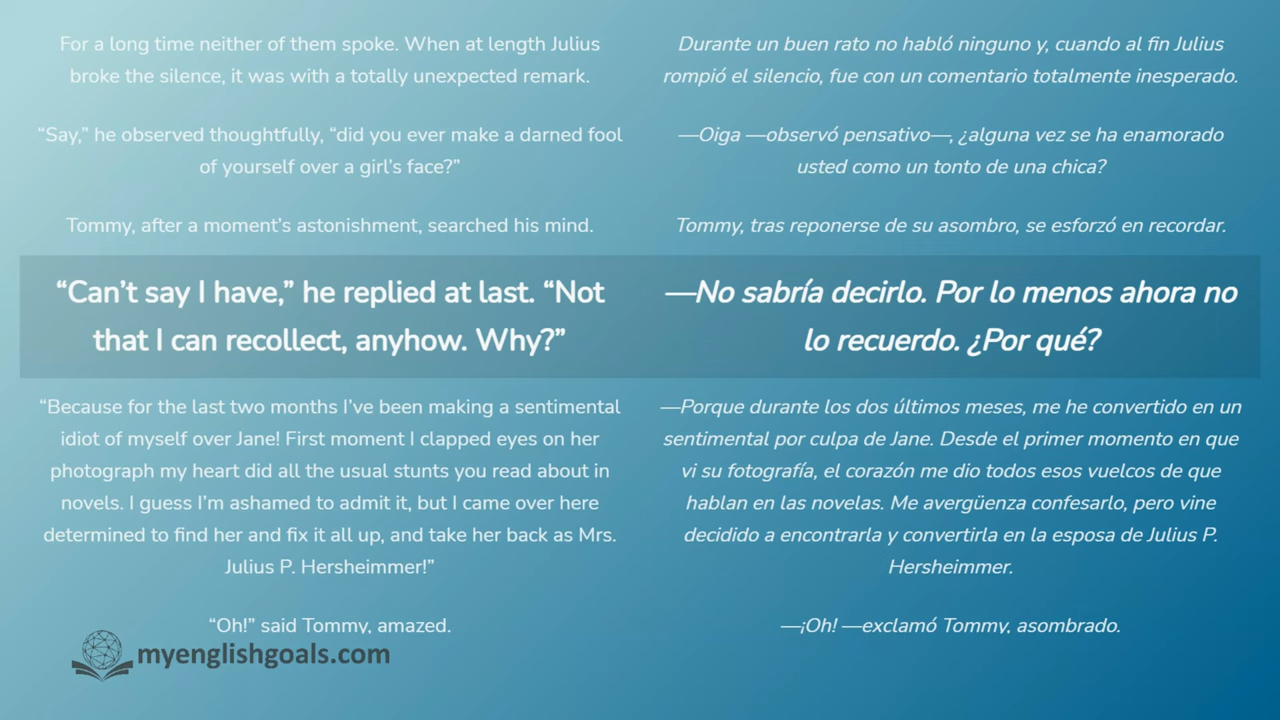 For a long time neither of them spoke. When at length Julius
broke the silence, it was with a totally unexpected remark.
“Say,” he observed thoughtfully, “did you ever make a darned fool
of yourself over a girl’s face?”
Tommy, after a moment’s astonishment, searched his mind.
“Can’t say I have,” he replied at last. “Not
that I can recollect, anyhow. Why?”
“Because for the last two months I’ve been making a sentimental
idiot of myself over Jane! First moment I clapped eyes on her
photograph my heart did all the usual stunts you read about in
novels. I guess I’m ashamed to admit it, but I came over here
determined to find her and fix it all up, and take her back as Mrs.
Julius P. Hersheimmer!”
“Oh!” said Tommy, amazed.
Durante un buen rato no habló ninguno y, cuando al fin Julius
rompió el silencio, fue con un comentario totalmente inesperado.
—Oiga —observó pensativo—, ¿alguna vez se ha enamorado
usted como un tonto de una chica?
Tommy, tras reponerse de su asombro, se esforzó en recordar.
—No sabría decirlo. Por lo menos ahora no
lo recuerdo. ¿Por qué?
—Porque durante los dos últimos meses, me he convertido en un
sentimental por culpa de Jane. Desde el primer momento en que
vi su fotografía, el corazón me dio todos esos vuelcos de que
hablan en las novelas. Me avergüenza confesarlo, pero vine
decidido a encontrarla y convertirla en la esposa de Julius P.
Hersheimmer.
—¡Oh! —exclamó Tommy, asombrado.
myenglishgoals.com